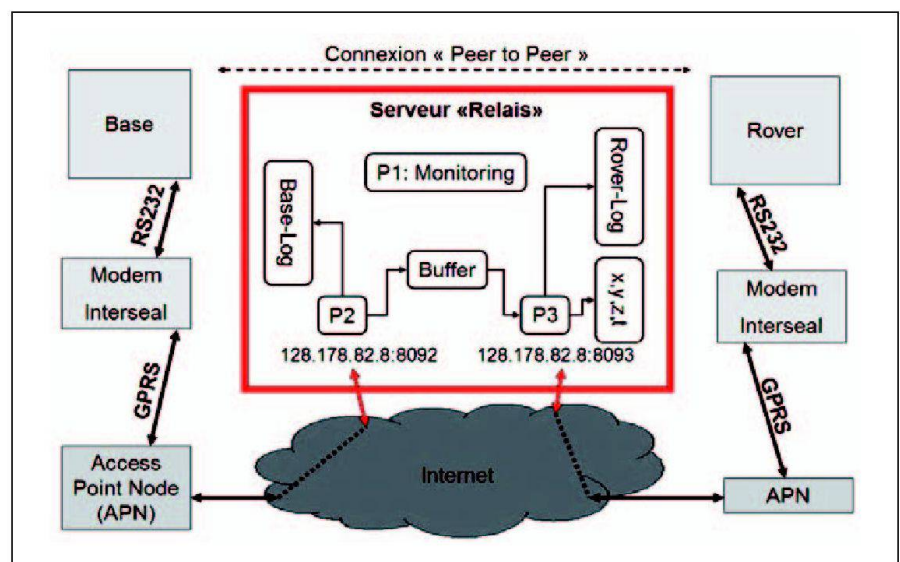 Connexion « Peer to Peer »
Base
Serveur «Relais»
Rover
P1: Monitoring
Base-Log
Rover-Log
RS232
RS232
Buffer
Modem
Interseal
P2
P3
x,y,z,t
Modem
Interseal
128.178.82.8:8092
128.178.82.8:8093
GPRS
GPRS
Access
Point Node
(APN)
Internet
APN